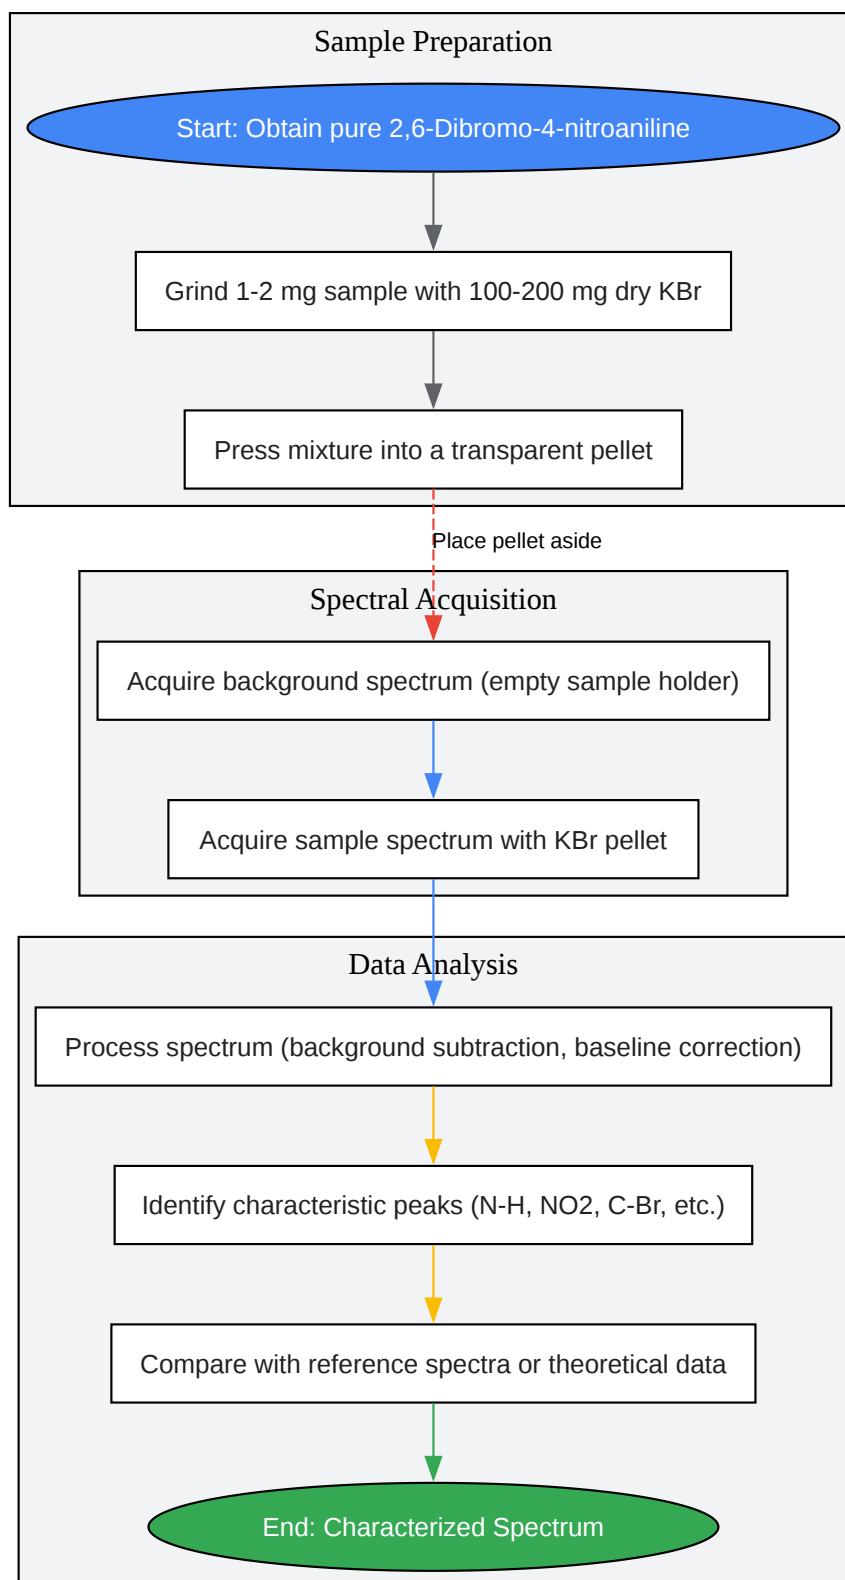 Sample Preparation
Start: Obtain pure 2,6-Dibromo-4-nitroaniline
Grind 1-2 mg sample with 100-200 mg dry KBr
Press mixture into a transparent pellet
Place pellet aside
Spectral Acquisition
Acquire background spectrum (empty sample holder)
Acquire sample spectrum with KBr pellet
Data Analysis
Process spectrum (background subtraction, baseline correction)
Identify characteristic peaks (N-H, NO2, C-Br, etc.)
Compare with reference spectra or theoretical data
End: Characterized Spectrum